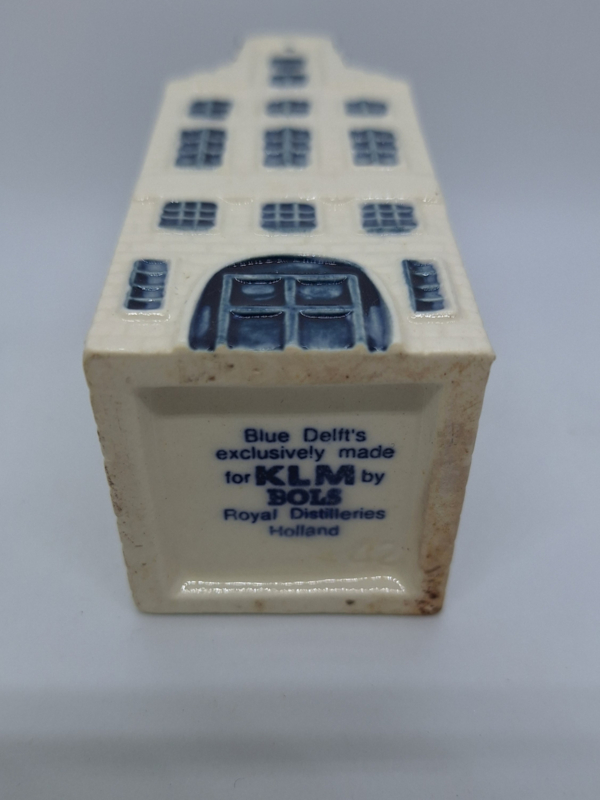 Blue Delft's
exclusively made
for KLM by
BOLS
Royal Distilleries
Holland